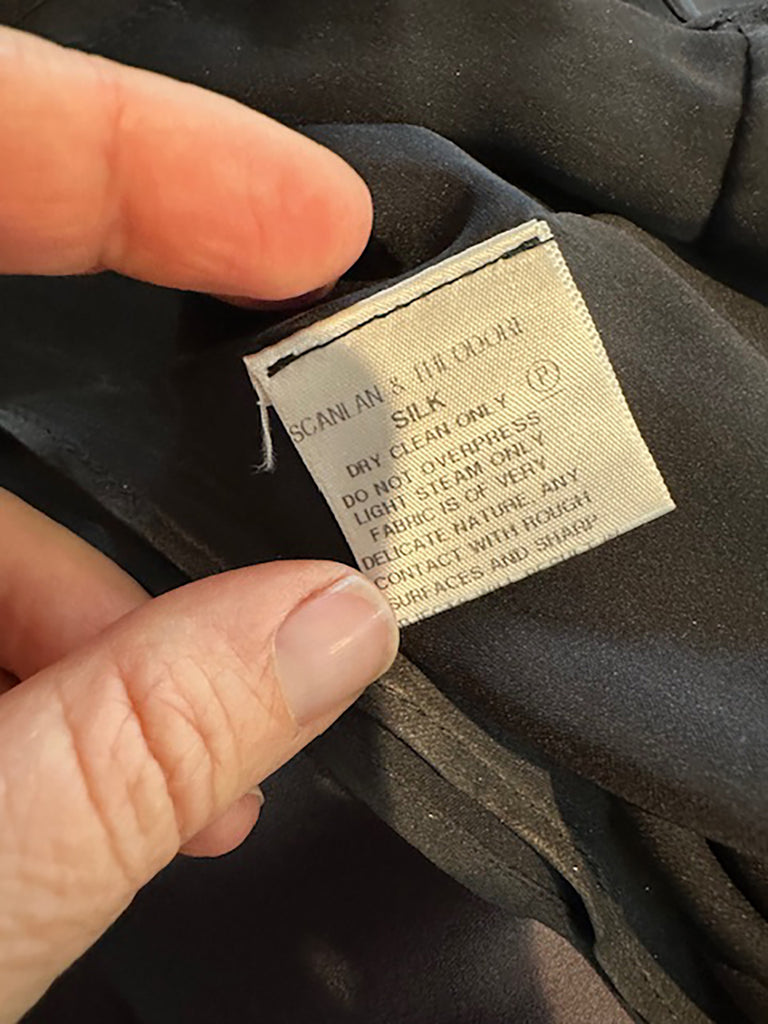 SCANLAN & THEODORE
SILK
DRY CLEAN ONLY Ⓟ
DO NOT OVERPRESS
LIGHT STEAM ONLY
FABRIC IS OF VERY
DELICATE NATURE. ANY
CONTACT WITH ROUGH
SURFACES AND SHARP